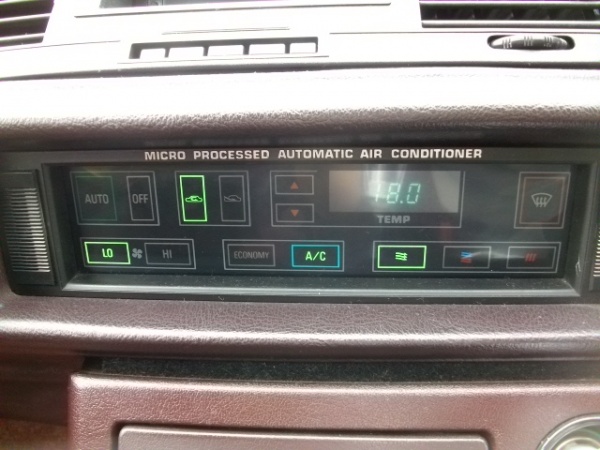 MICRO PROCESSED AUTOMATIC AIR CONDITIONER
AUTO OFF 18.0
TEMP
LO HI ECONOMY A/C